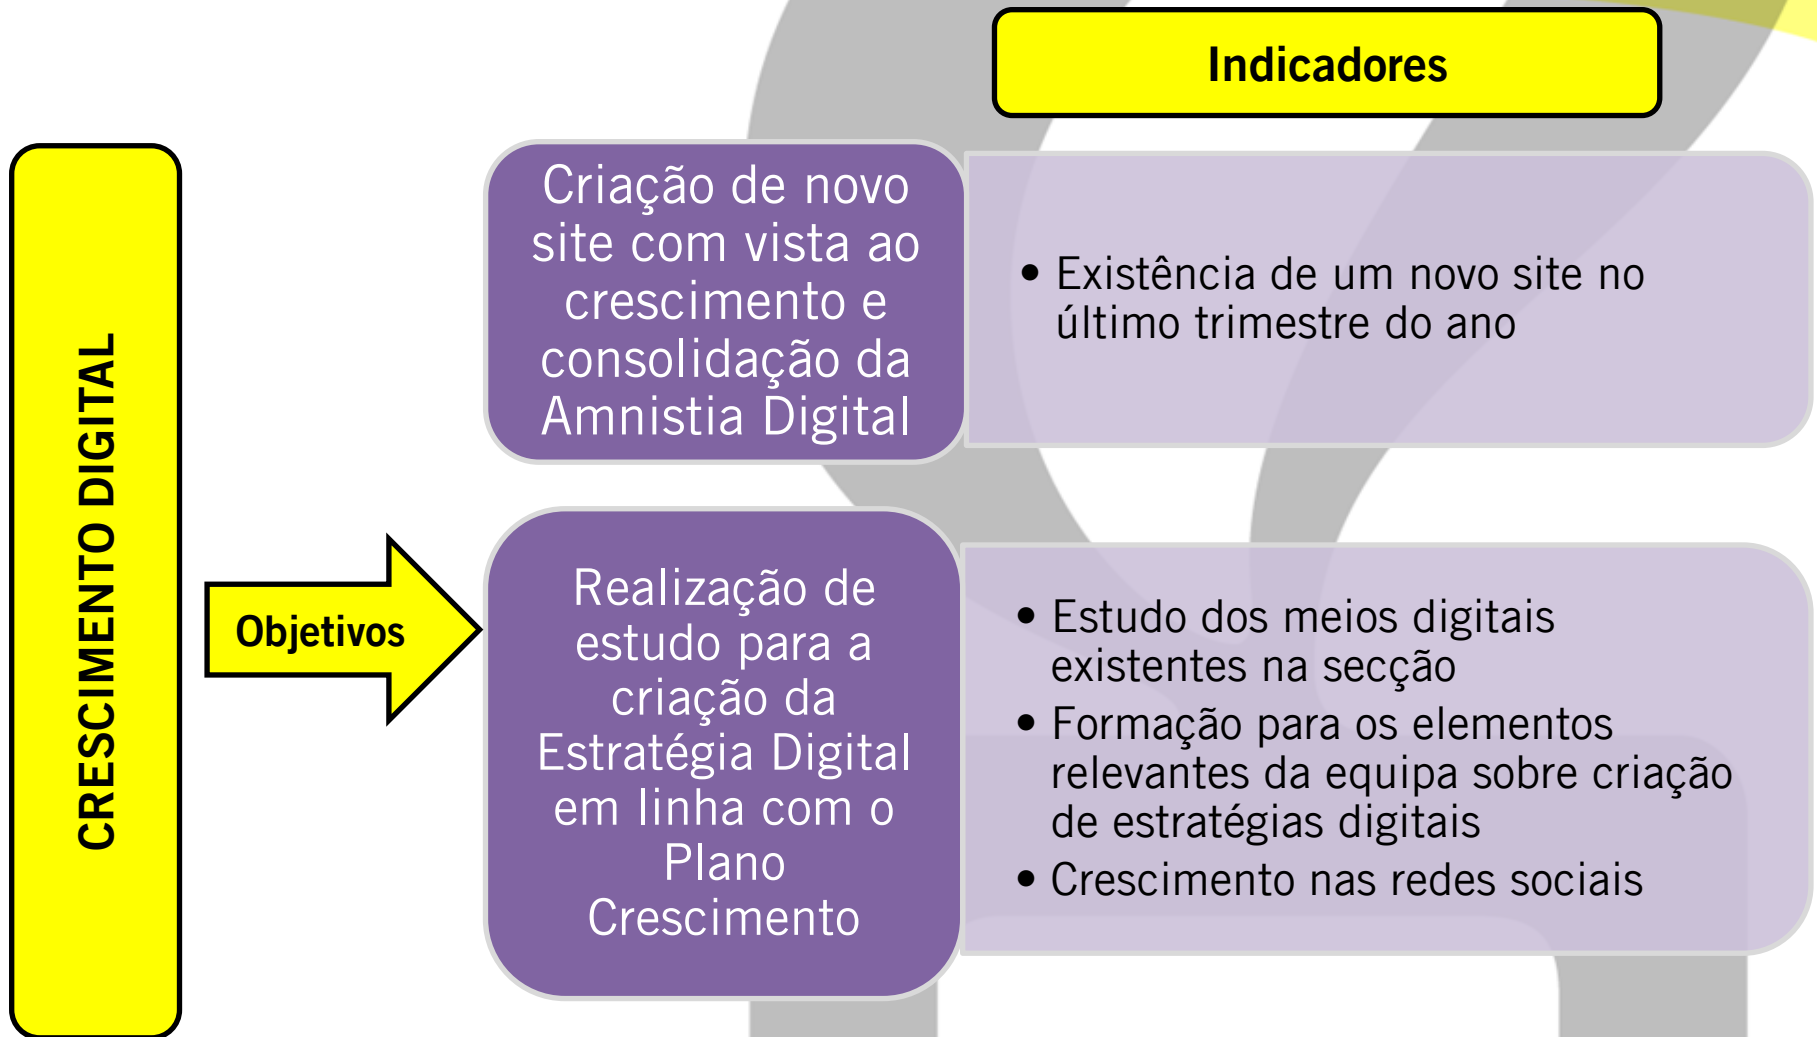 Indicadores
CRESCIMENTO DIGITAL
Objetivos
Criação de novo
site com vista ao
crescimento e
consolidação da
Amnistia Digital
• Existência de um novo site no
último trimestre do ano
Realização de
estudo para a
criação da
Estratégia Digital
em linha com o
Plano
Crescimento
• Estudo dos meios digitais
existentes na secção
• Formação para os elementos
relevantes da equipa sobre criação
de estratégias digitais
• Crescimento nas redes sociais